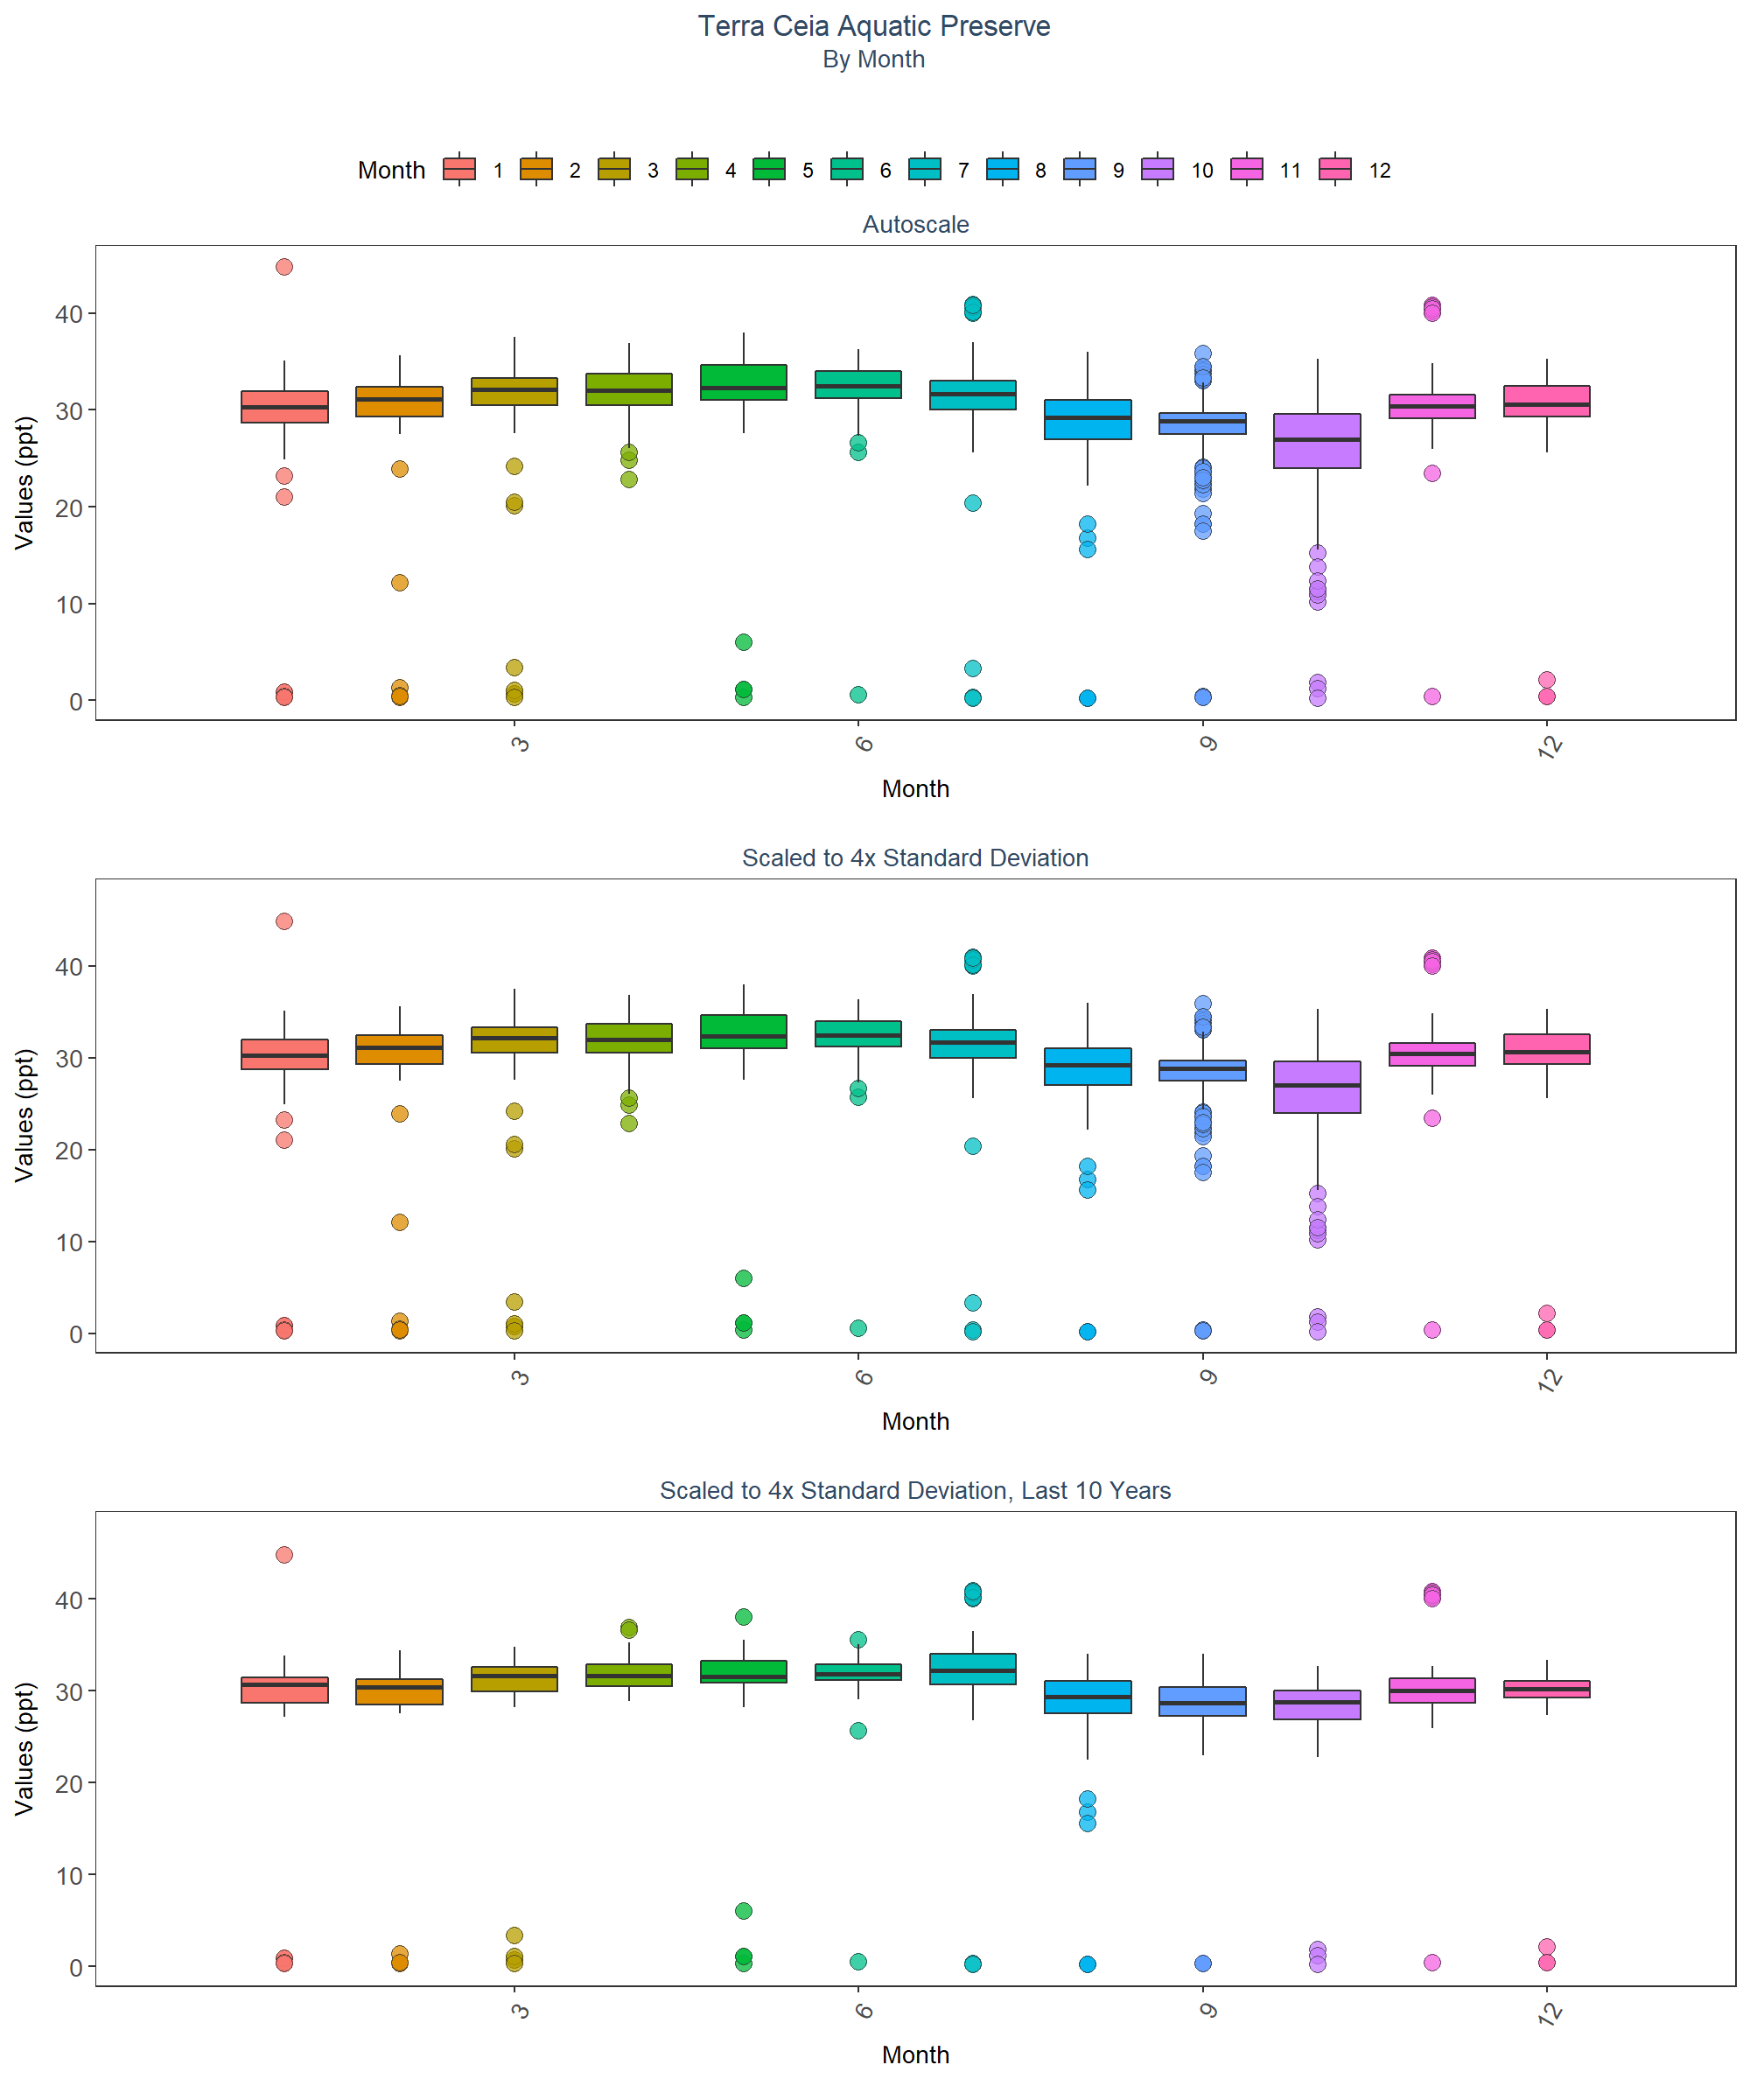 Terra Ceia Aquatic Preserve
By Month
Month 1 2 3 4 5 6 7 8 9 10 11 12
Autoscale
Values (ppt)
40
30
20
10
0
3 6 9 12
Month
Scaled to 4x Standard Deviation
Values (ppt)
40
30
20
10
0
3 6 9 12
Month
Scaled to 4x Standard Deviation, Last 10 Years
Values (ppt)
40
30
20
10
0
3 6 9 12
Month